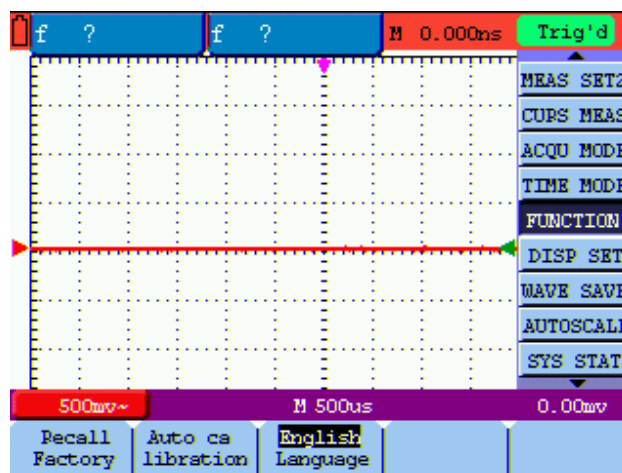 f ? f ? M 0.000ns Trig'd
MEAS SET2
CURS MEAS
ACQU MODE
TIME MODE
FUNCTION
DISP SET
WAVE SAVE
AUTOSCALE
SYS STAT
500mv~ M 500us 0.00mv
Recall Auto ca English
Factory libration Language